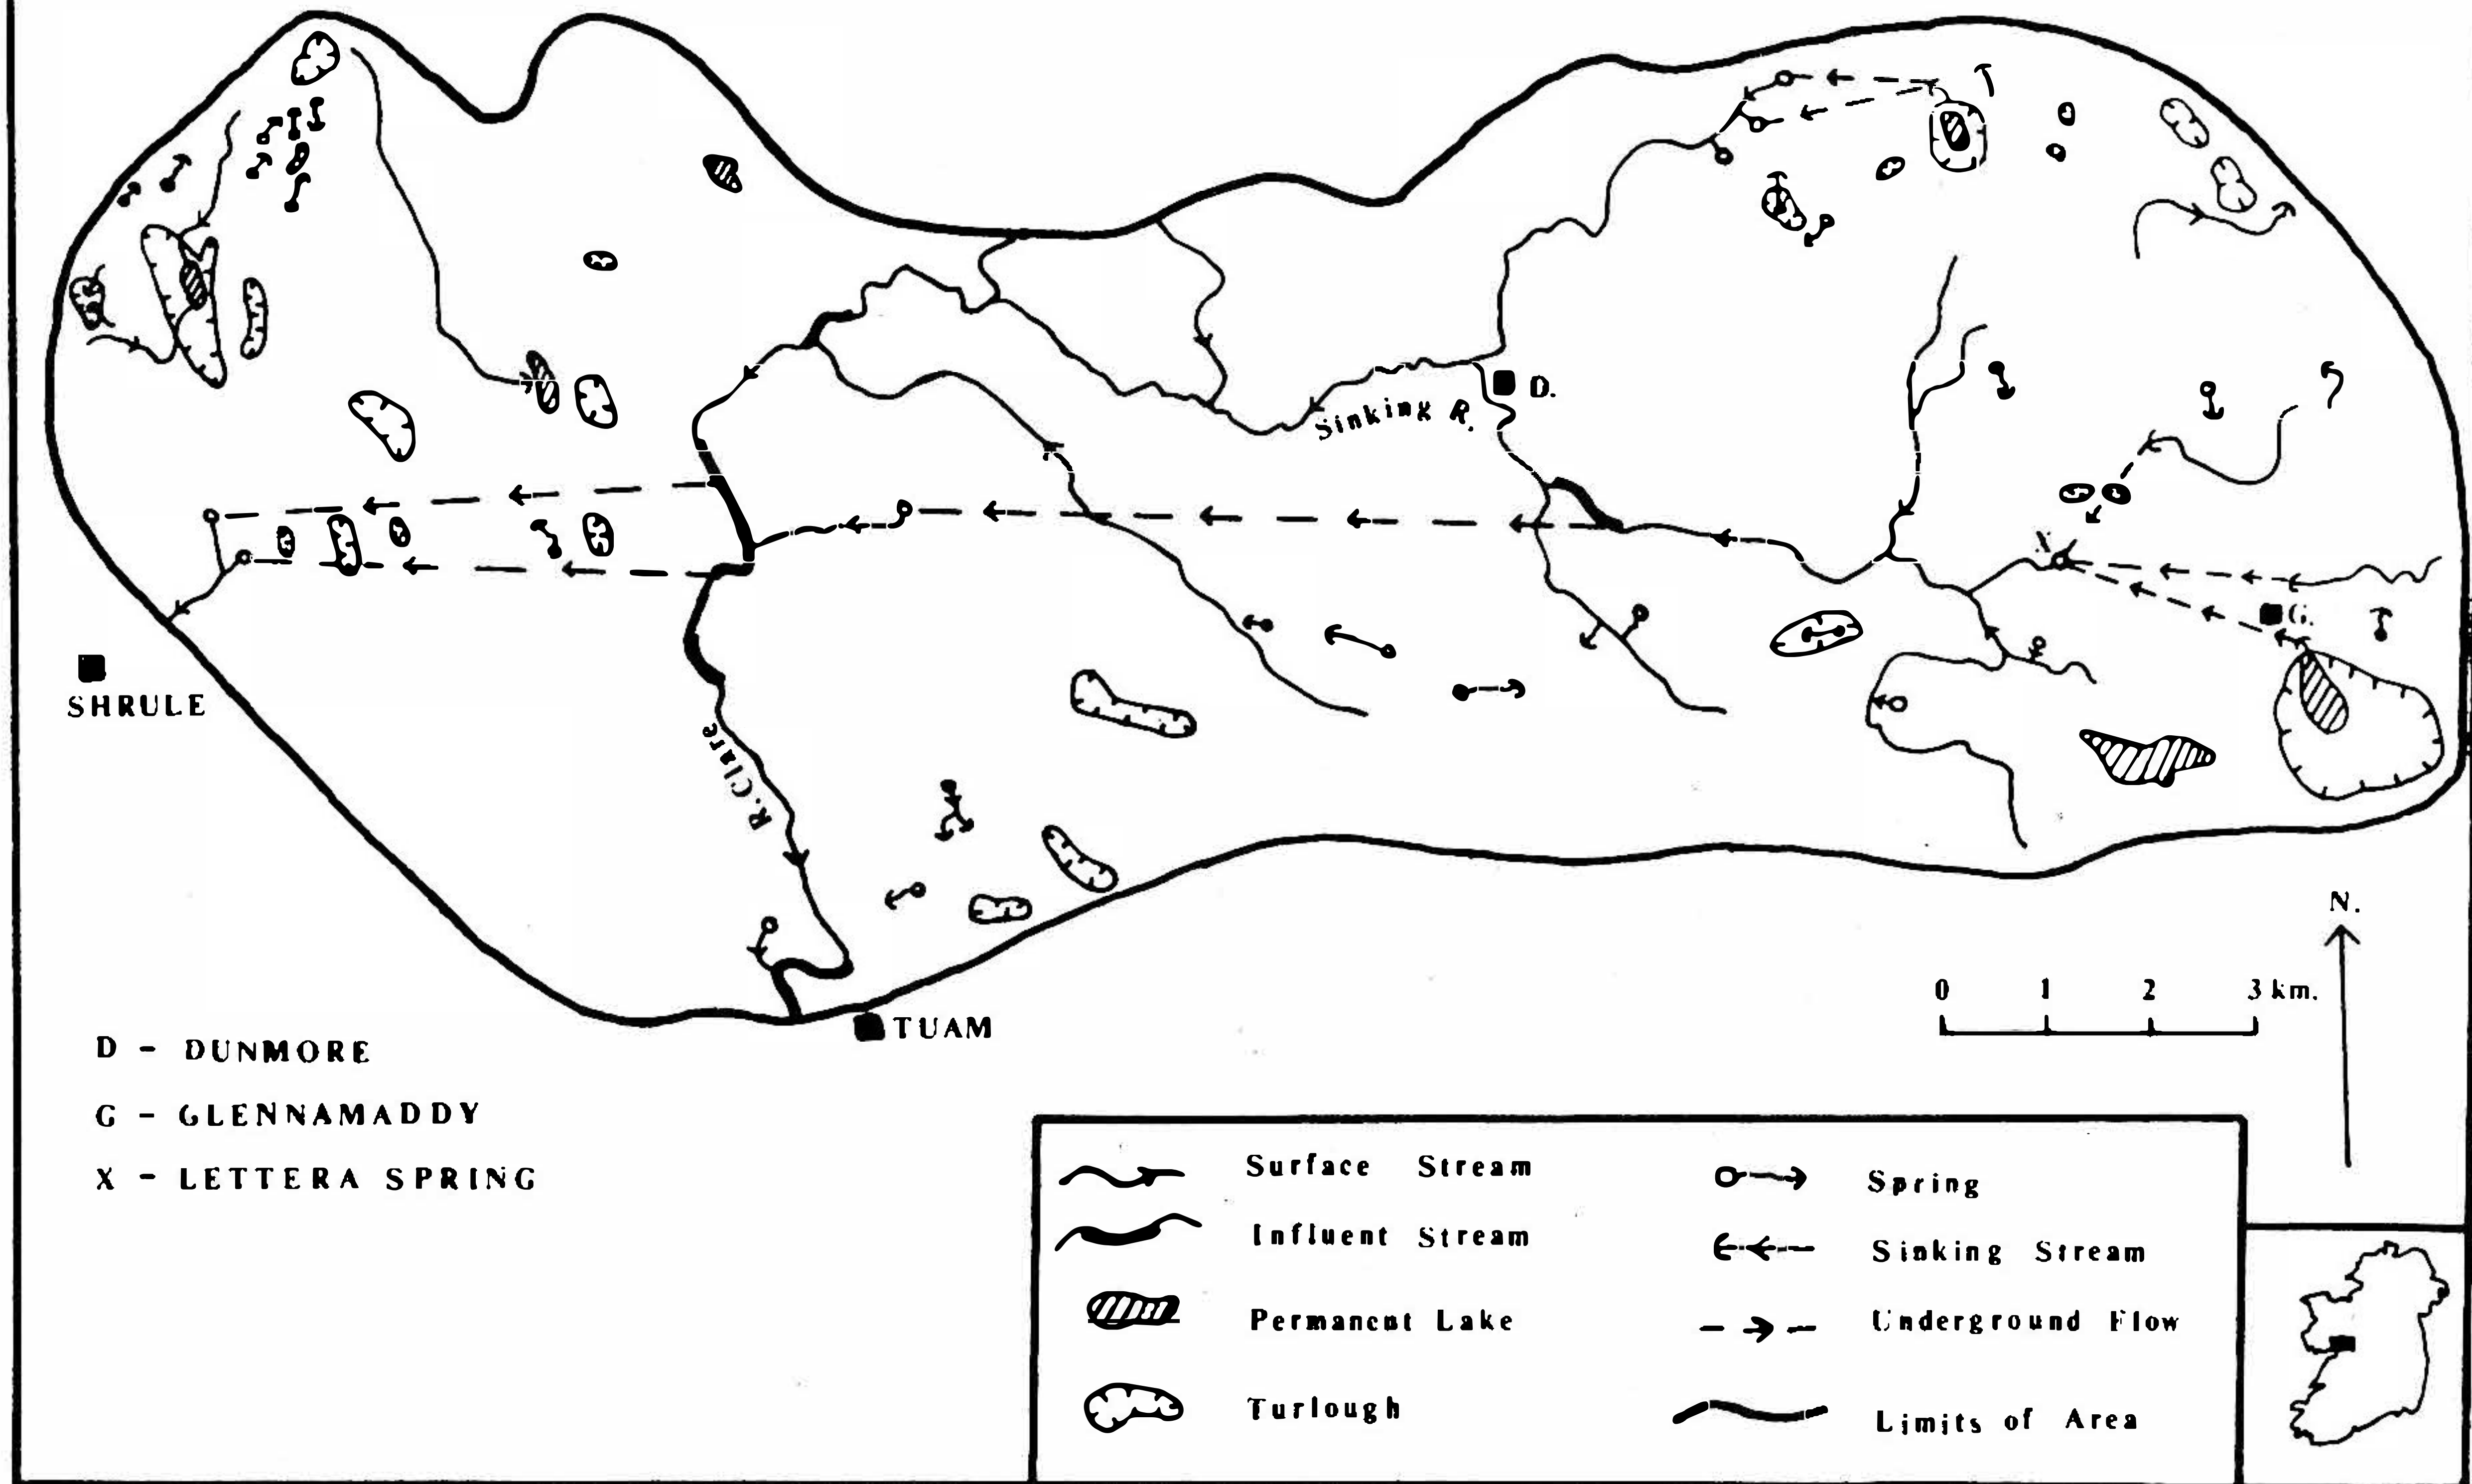 D.
Sinking R.
X
G.
SHRULE
R. Clare
N.
0 1 2 3 km.
TUAM
D - DUNMORE
G - GLENNAMADDY
X - LETTERA SPRING
Surface Stream
Spring
Influent Stream
Sinking Stream
Permanent Lake
Underground Flow
Turlough
Limits of Area